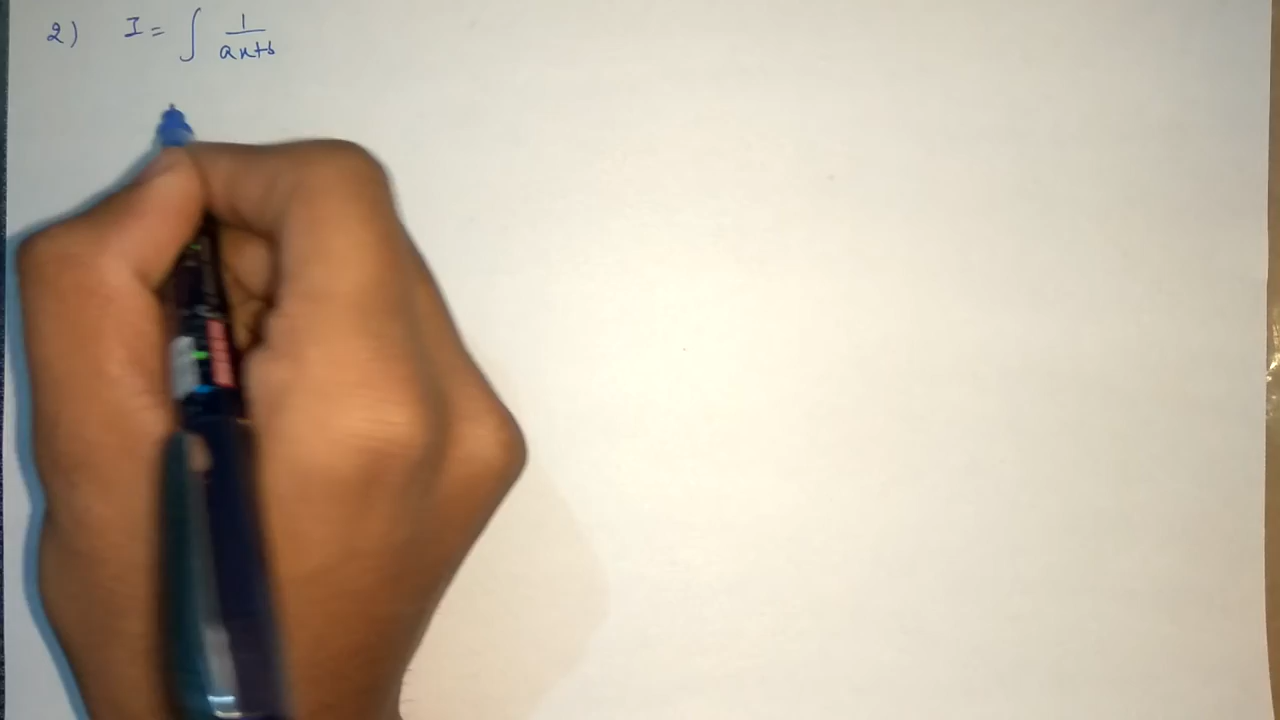 2) I = ∫ 1/(ax+b)